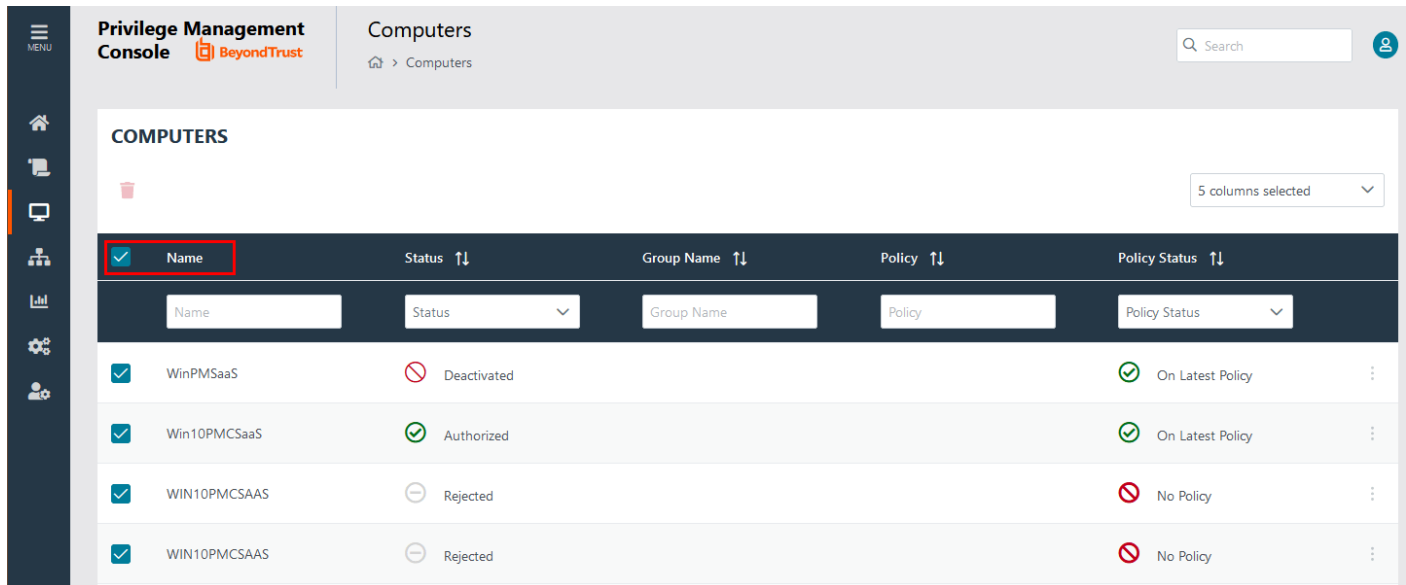 MENU
Privilege Management
Console BeyondTrust
Computers
> Computers
Search
COMPUTERS
5 columns selected
Name Status Group Name Policy Policy Status
Name Status Group Name Policy Policy Status
WinPMSaaS Deactivated On Latest Policy
Win10PMCSaaS Authorized On Latest Policy
WIN10PMCSAAS Rejected No Policy
WIN10PMCSAAS Rejected No Policy